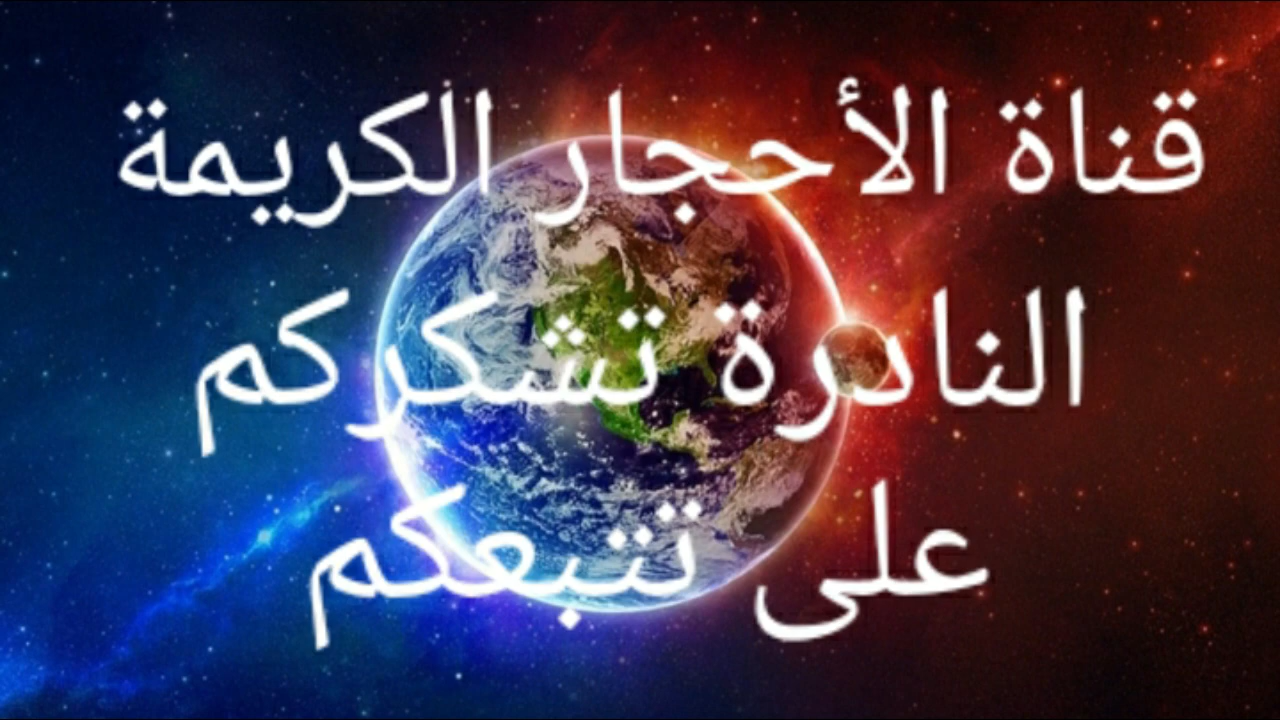 قناة الأحجار الكريمة
النادرة تشكركم
على تتبعكم